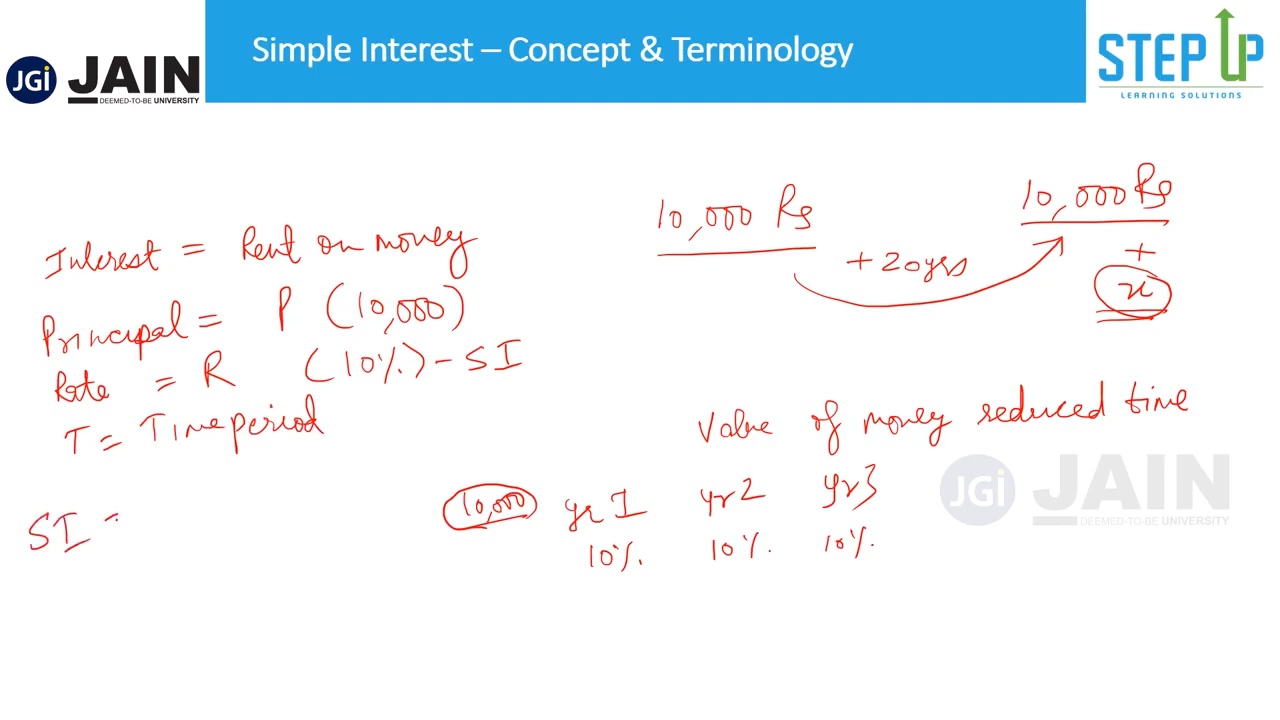 JGi JAIN
DEEMED-TO-BE UNIVERSITY
Simple Interest – Concept & Terminology
STEP UP
LEARNING SOLUTIONS
Interest = Rent on money
Principal = P (10,000)
Rate = R (10%) - SI
T = Time period
SI =
10,000 Rs
+20yrs
10,000 Rs
+
x
Value of money reduced time
10,000 yr 1 yr 2 yr 3
10% 10% 10%
JGi JAIN
DEEMED-TO-BE UNIVERSITY